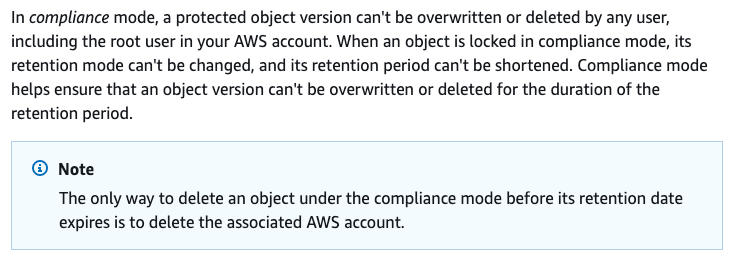 In compliance mode, a protected object version can't be overwritten or deleted by any user,
including the root user in your AWS account. When an object is locked in compliance mode, its
retention mode can't be changed, and its retention period can't be shortened. Compliance mode
helps ensure that an object version can't be overwritten or deleted for the duration of the
retention period.
Note
The only way to delete an object under the compliance mode before its retention date
expires is to delete the associated AWS account.